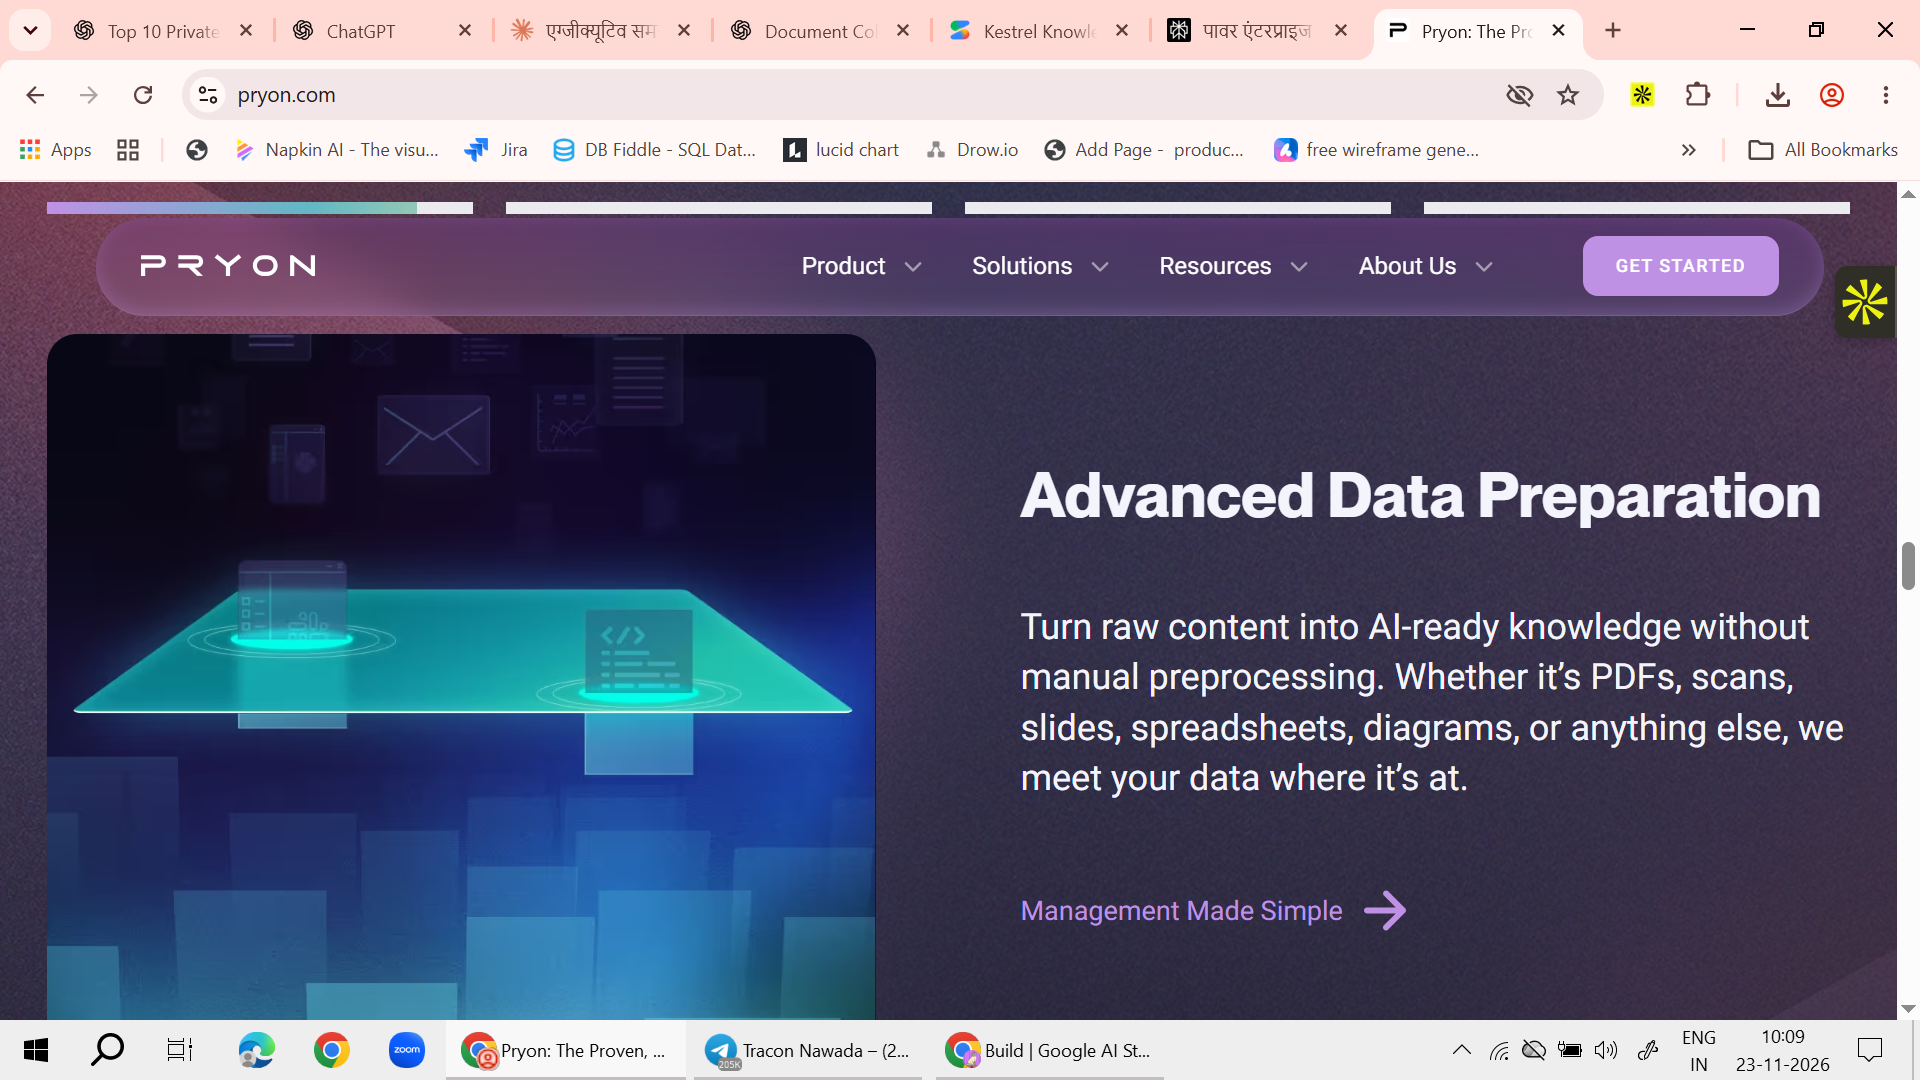 Top 10 Private
ChatGPT
एग्जीक्यूटिव सम
Document Col
Kestrel Knowle
पावर एंटरप्राइज
Pryon: The Pro
pryon.com
Apps
Napkin AI - The visu...
Jira
DB Fiddle - SQL Dat...
lucid chart
Drow.io
Add Page - produc...
free wireframe gene...
All Bookmarks
PRYON
Product
Solutions
Resources
About Us
GET STARTED
Advanced Data Preparation
Turn raw content into AI-ready knowledge without
manual preprocessing. Whether it’s PDFs, scans,
slides, spreadsheets, diagrams, or anything else, we
meet your data where it’s at.
Management Made Simple
zoom
Pryon: The Proven, ...
205K
Tracon Nawada – (2...
Build | Google AI St...
ENG
IN
10:09
23-11-2026